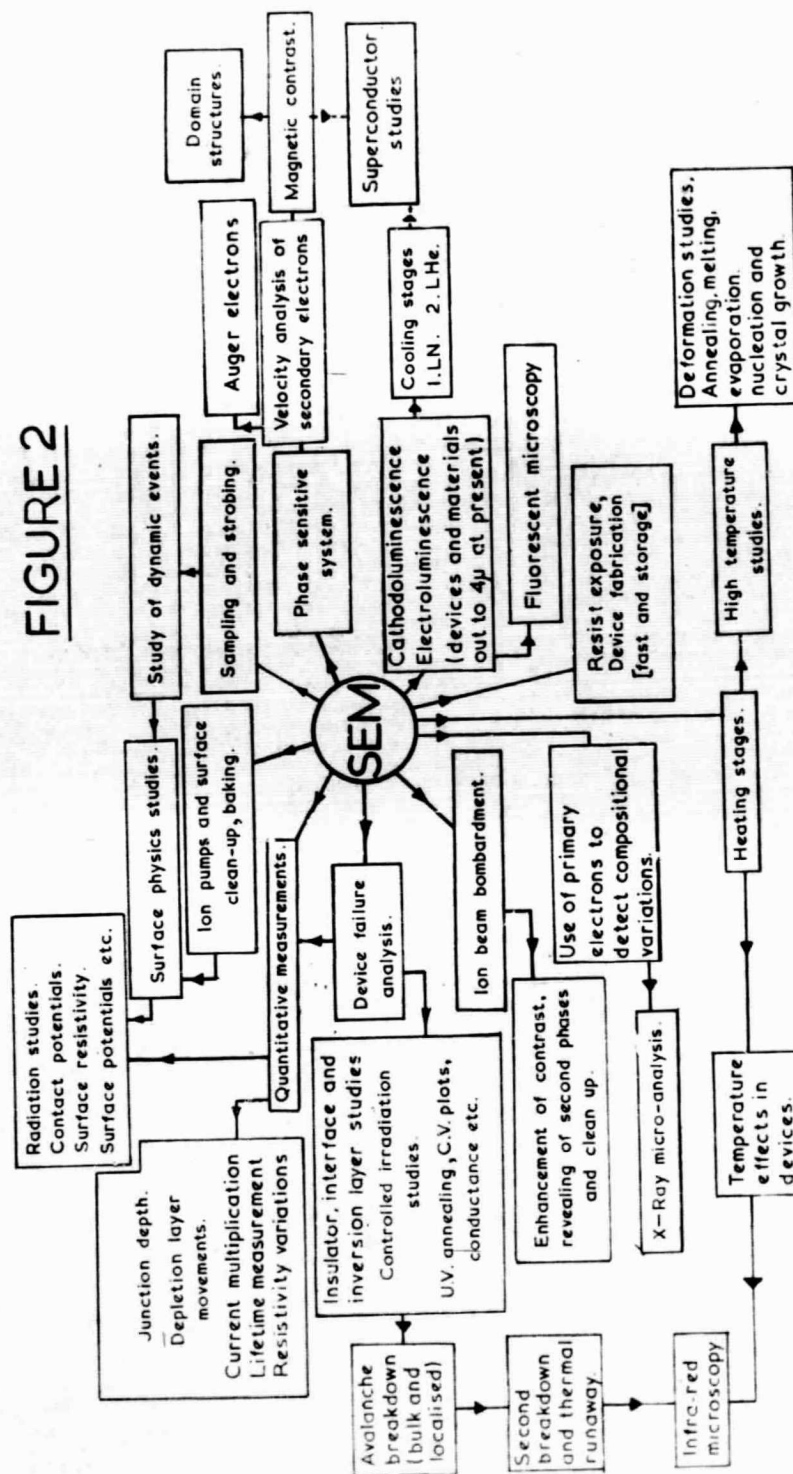 FIGURE 2
Radiation studies.
Contact potentials.
Surface resistivity.
Surface potentials etc.
Surface physics studies.
Study of dynamic events.
Domain
structures.
Junction depth.
Depletion layer
movements.
Current multiplication
Lifetime measurement
Resistivity variations
Quantitative measurements.
Ion pumps and surface
clean-up, baking.
Sampling and strobing.
Auger electrons
Magnetic contrast.
Phase sensitive
system.
Velocity analysis of
secondary electrons
Superconductor
studies
Insulator, interface and
inversion layer studies
Controlled irradiation
studies.
U.V. annealing, C.V. plots,
conductance etc.
Device failure
analysis.
SEM
Cathodoluminescence
Electroluminescence
(devices and materials
out to 4μ at present)
Cooling stages
1.LN. 2.LHe.
Avalanche
breakdown
(bulk and
localised)
Ion beam bombardment.
Fluorescent microscopy
Enhancement of contrast,
revealing of second phases
and clean up.
Use of primary
electrons to
detect compositional
variations.
Resist exposure,
Device fabrication
[fast and storage]
Second
breakdown
and thermal
runaway.
X-Ray micro-analysis.
Infra-red
microscopy
Temperature
effects in
devices.
Heating stages.
High temperature
studies.
Deformation studies,
Annealing, melting,
evaporation.
nucleation and
crystal growth.